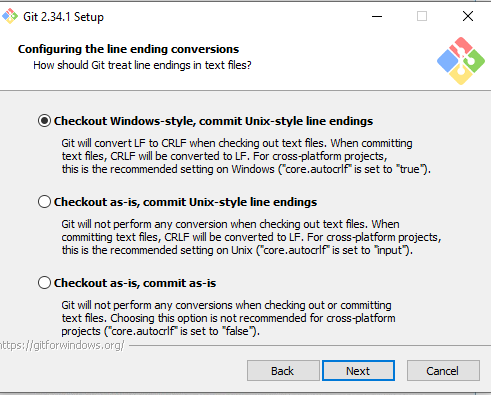 Git 2.34.1 Setup
Configuring the line ending conversions
How should Git treat line endings in text files?
Checkout Windows-style, commit Unix-style line endings
Git will convert LF to CRLF when checking out text files. When committing
text files, CRLF will be converted to LF. For cross-platform projects,
this is the recommended setting on Windows ("core.autocrlf" is set to "true").
Checkout as-is, commit Unix-style line endings
Git will not perform any conversion when checking out text files. When
committing text files, CRLF will be converted to LF. For cross-platform projects,
this is the recommended setting on Unix ("core.autocrlf" is set to "input").
Checkout as-is, commit as-is
Git will not perform any conversions when checking out or committing
text files. Choosing this option is not recommended for cross-platform
projects ("core.autocrlf" is set to "false").
https://gitforwindows.org/
Back Next Cancel